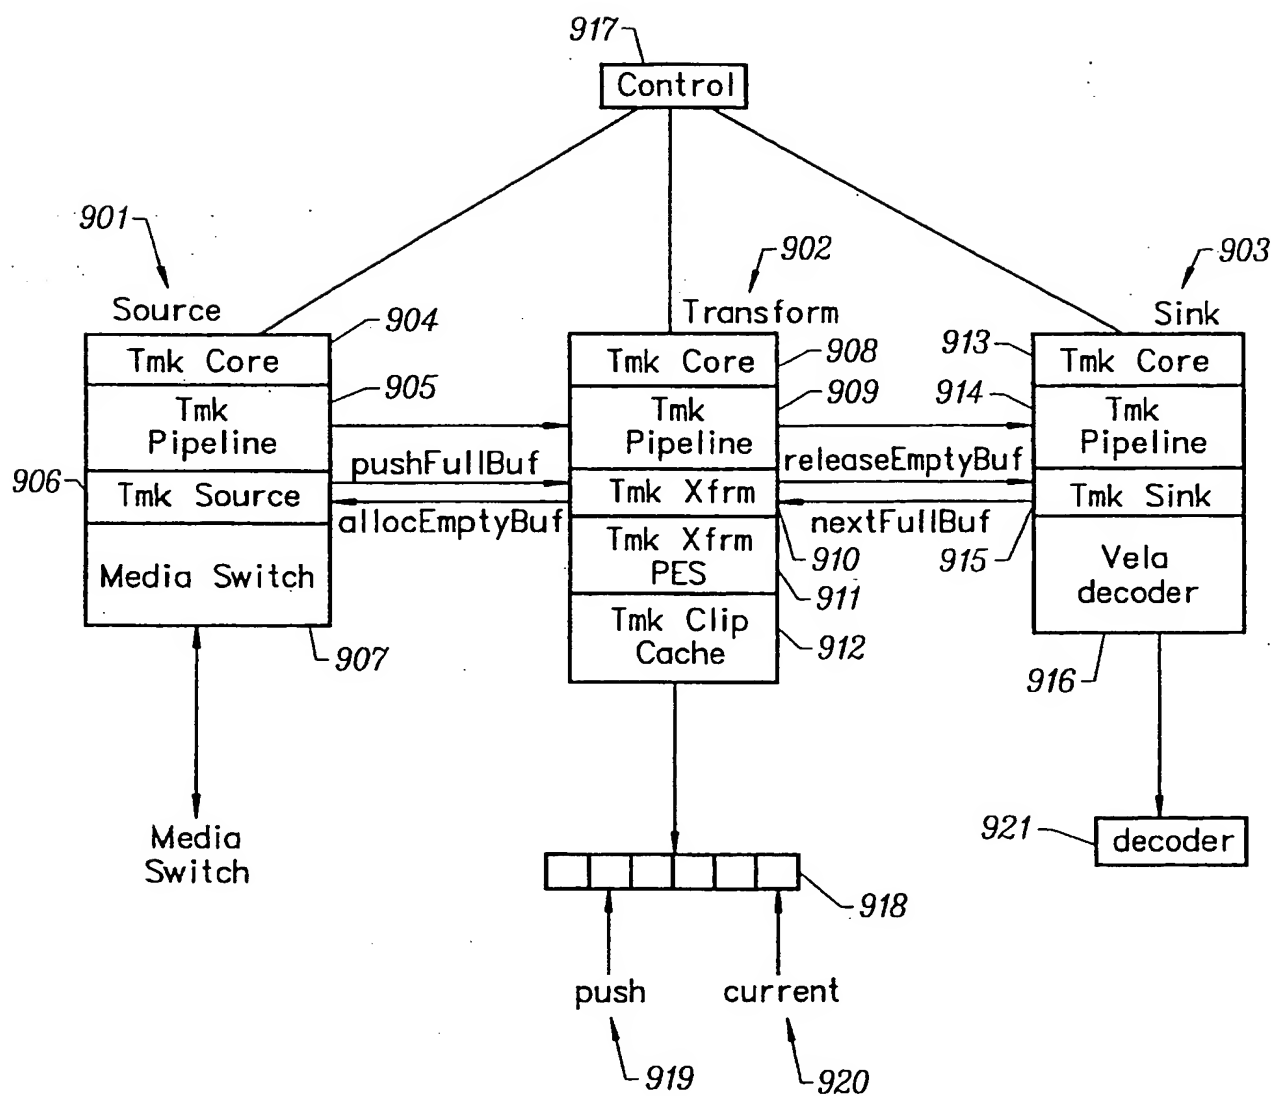 917
Control
901
902
903
Source
Transform
Sink
904
Tmk Core
905
Tmk
Pipeline
906
Tmk Source
Media Switch
907
pushFullBuf
allocEmptyBuf
Tmk Core
908
Tmk
Pipeline
909
Tmk Xfrm
910
Tmk Xfrm
PES
911
Tmk Clip
Cache
912
releaseEmptyBuf
nextFullBuf
913
Tmk Core
914
Tmk
Pipeline
Tmk Sink
915
Vela
decoder
916
Media
Switch
921
decoder
918
push
current
919
920